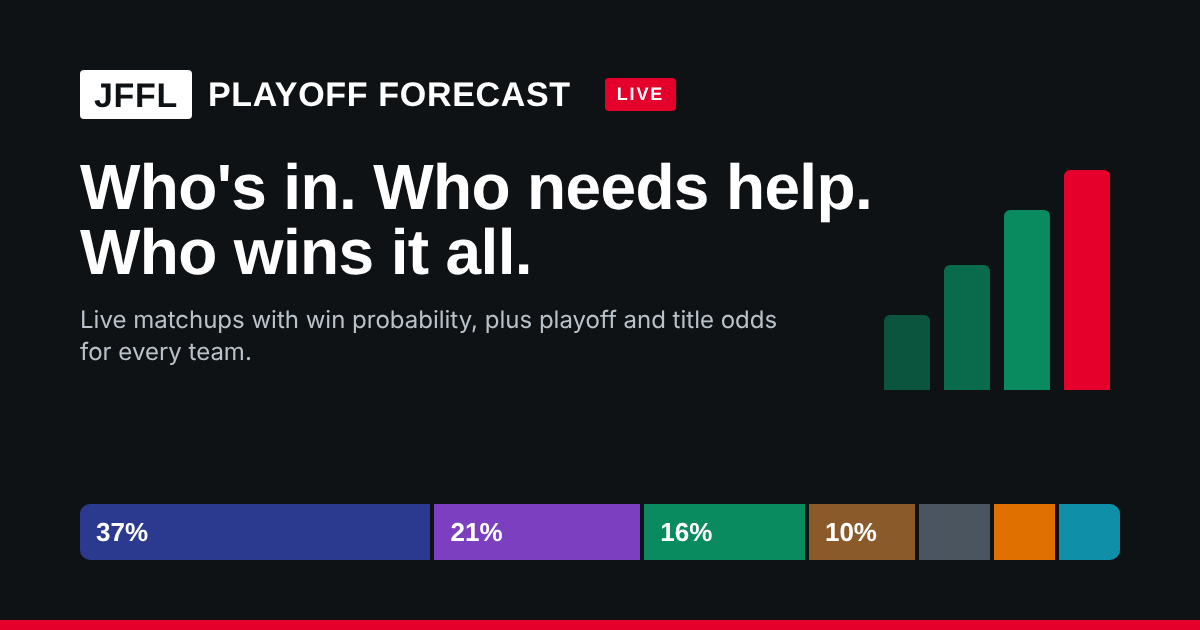 JFFL PLAYOFF FORECAST LIVE
Who's in. Who needs help.
Who wins it all.
Live matchups with win probability, plus playoff and title odds
for every team.
37% 21% 16% 10%